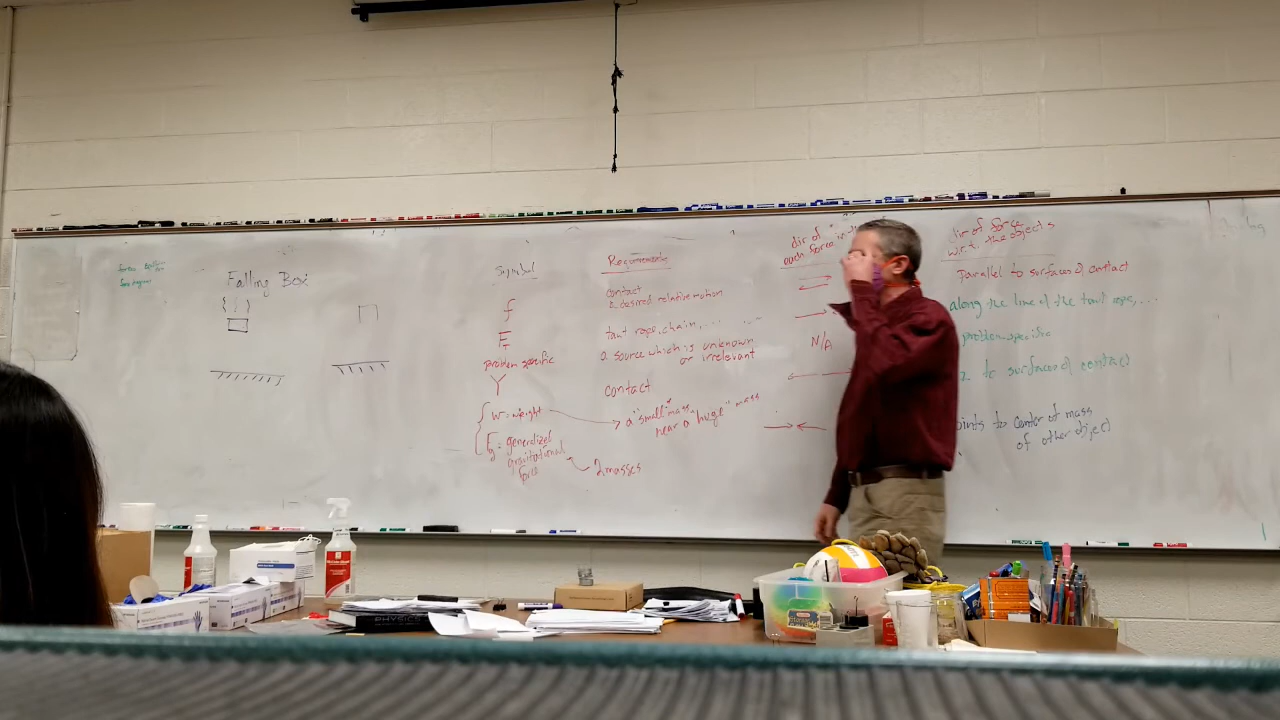 Falling Box
Symbol
Requirements
dir of
each force
dir of force
w.r.t. the objects
f
contact
& desired relative motion
Parallel to surfaces of contact
taut rope, chain, ...
along the line of the taut rope, ...
problem specific
a source which is unknown
or irrelevant
N/A
problem specific
contact
to surfaces of contact
w = weight
a "small" mass
near a "huge" mass
Fg = generalized
gravitational
force
2 masses
to center of mass
of other object
PHYSICS